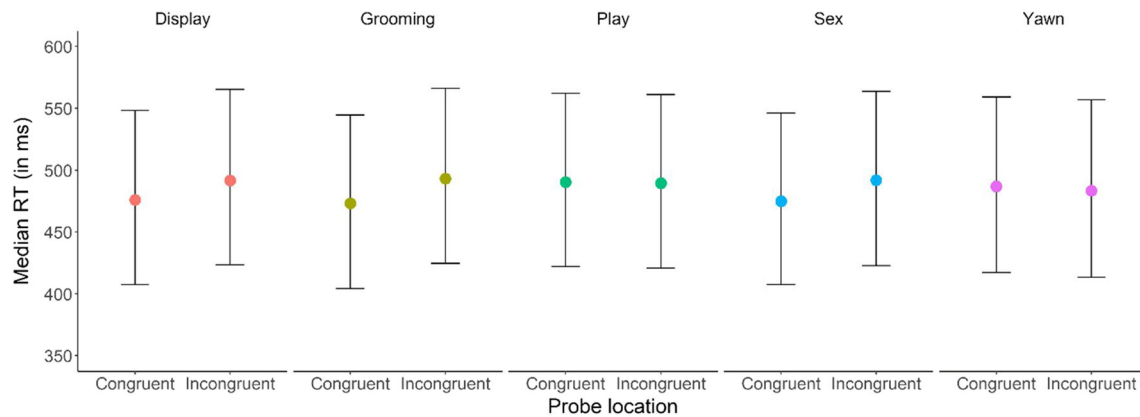 Display Grooming Play Sex Yawn
600
550
500
450
400
350
Median RT (in ms)
Congruent Incongruent Congruent Incongruent Congruent Incongruent Congruent Incongruent Congruent Incongruent
Probe location